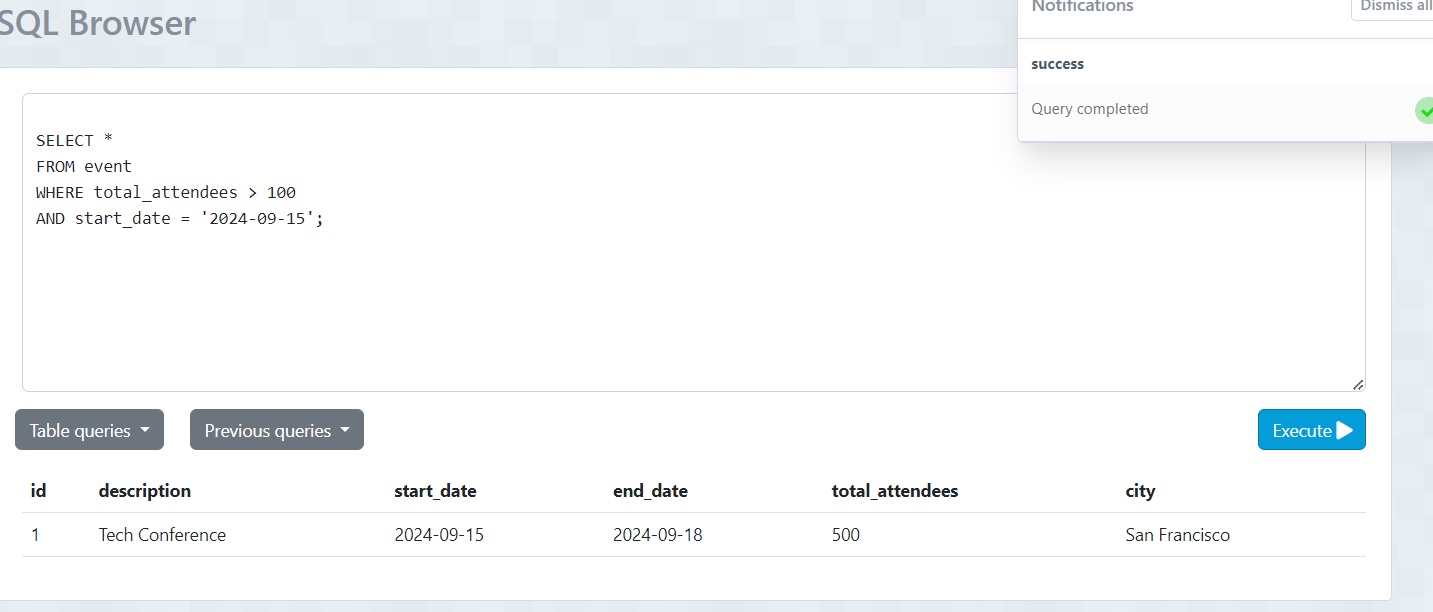 SQL Browser
Notifications
Dismiss all
success
Query completed
SELECT *
FROM event
WHERE total_attendees > 100
AND start_date = '2024-09-15';
Table queries
Previous queries
Execute
id description start_date end_date total_attendees city
1 Tech Conference 2024-09-15 2024-09-18 500 San Francisco